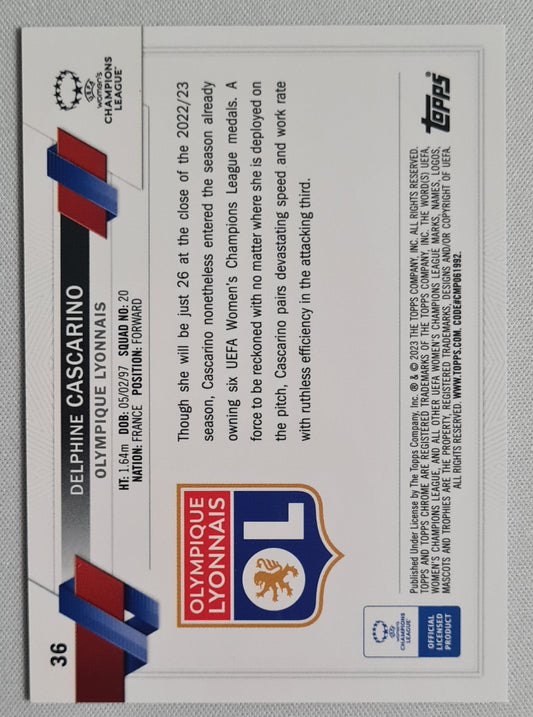 36
UEFA
women's
CHAMPIONS
LEAGUE™
DELPHINE CASCARINO
OLYMPIQUE LYONNAIS
HT: 1.64m DOB: 05/02/97 SQUAD NO: 20
NATION: FRANCE POSITION: FORWARD
OLYMPIQUE
LYONNAIS
OL
Though she will be just 26 at the close of the 2022/23
season, Cascarino nonetheless entered the season already
owning six UEFA Women's Champions League medals. A
force to be reckoned with no matter where she is deployed on
the pitch, Cascarino pairs devastating speed and work rate
with ruthless efficiency in the attacking third.
UEFA
women's
CHAMPIONS
LEAGUE™
OFFICIAL
LICENSED
PRODUCT
Published Under License by The Topps Company, Inc. ® & © 2023 THE TOPPS COMPANY, INC. ALL RIGHTS RESERVED.
TOPPS AND TOPPS CHROME ARE REGISTERED TRADEMARKS OF THE TOPPS COMPANY, INC. THE WORD(S) UEFA,
WOMEN'S CHAMPIONS LEAGUE, AND ALL OTHER UEFA WOMEN'S CHAMPIONS LEAGUE MARKS, NAMES, LOGOS,
MASCOTS AND TROPHIES ARE THE PROPERTY, REGISTERED TRADEMARKS, DESIGNS AND/OR COPYRIGHT OF UEFA.
ALL RIGHTS RESERVED. WWW.TOPPS.COM. CODE#CMP061992.
topps®